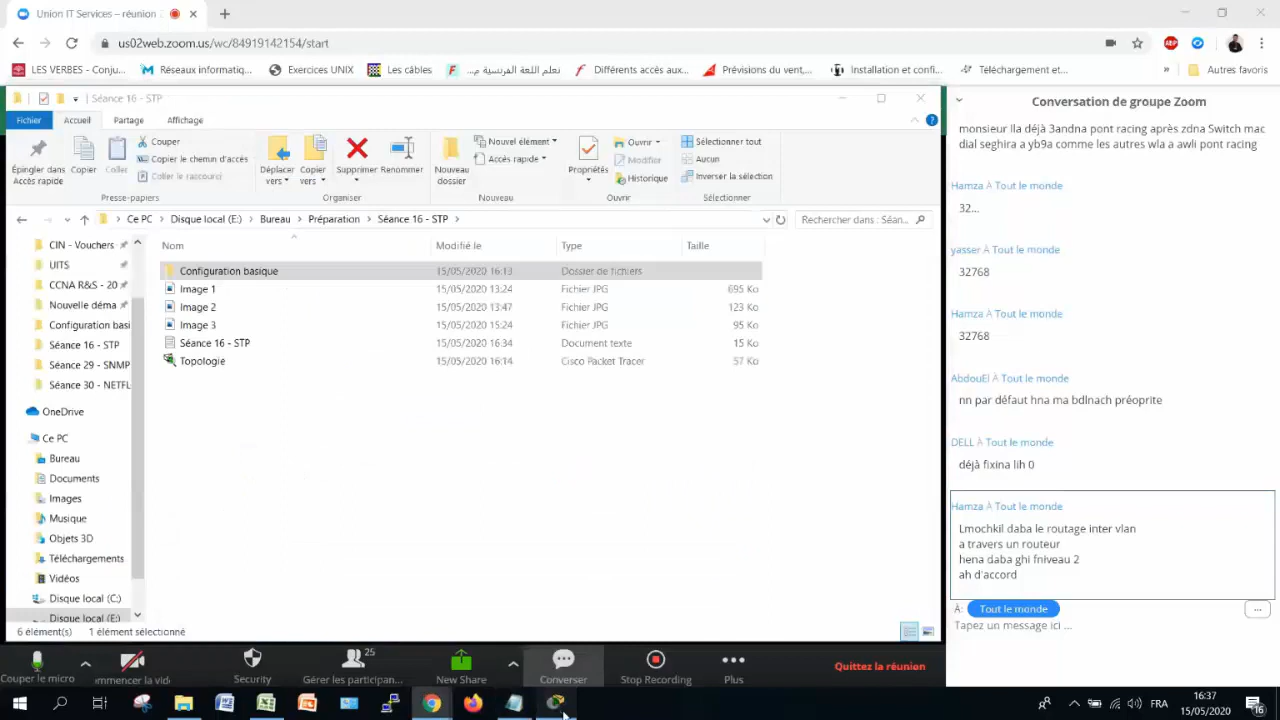 Union IT Services – réunion
us02web.zoom.us/wc/84919142154/start
LES VERBES - Conju...
Réseaux informatiq...
Exercices UNIX
Les câbles
تعلم اللغة الفرنسية م...
Différents accès aux...
Prévisions du vent,...
Installation et confi...
Téléchargement et...
»
Autres favoris
Séance 16 - STP
Fichier
Accueil
Partage
Affichage
Épingler dans Accès rapide
Copier
Coller
Couper
Copier le chemin d'accès
Coller le raccourci
Presse-papiers
Déplacer vers
Copier vers
Supprimer
Renommer
Organiser
Nouveau dossier
Nouvel élément
Accès rapide
Nouveau
Propriétés
Ouvrir
Modifier
Historique
Ouvrir
Sélectionner tout
Aucun
Inverser la sélection
Sélectionner
Ce PC > Disque local (E:) > Bureau > Préparation > Séance 16 - STP >
Rechercher dans : Séan...
CIN - Vouchers
UITS
CCNA R&S - 20
Nouvelle déma
Configuration basi
Séance 16 - STP
Séance 29 - SNMP
Séance 30 - NETFL
OneDrive
Ce PC
Bureau
Documents
Images
Musique
Objets 3D
Téléchargements
Vidéos
Disque local (C:)
Disque local (E:)
Nom Modifié le Type Taille
Configuration basique 15/05/2020 16:13 Dossier de fichiers
Image 1 15/05/2020 13:24 Fichier JPG 695 Ko
Image 2 15/05/2020 13:47 Fichier JPG 123 Ko
Image 3 15/05/2020 15:24 Fichier JPG 95 Ko
Séance 16 - STP 15/05/2020 16:34 Document texte 15 Ko
Topologie 15/05/2020 16:14 Cisco Packet Tracer 57 Ko
6 élément(s) 1 élément sélectionné
Conversation de groupe Zoom
monsieur lla déjà 3andna pont racing après zdna Switch mac
dial seghira a yb9a comme les autres wla a awli pont racing
Hamza À Tout le monde
32...
yasser À Tout le monde
32768
Hamza À Tout le monde
32768
AbdouEl À Tout le monde
nn par défaut hna ma bdlnach préoprite
DELL À Tout le monde
déjà fixina lih 0
Hamza À Tout le monde
Lmochkil daba le routage inter vlan
a travers un routeur
hena daba ghi fniveau 2
ah d'accord
À: Tout le monde
...
Tapez un message ici ...
Couper le micro
mmencer la vid
Security
25
Gérer les participan...
New Share
Converser
Stop Recording
Plus
Quittez la réunion
FRA
16:37
15/05/2020
16